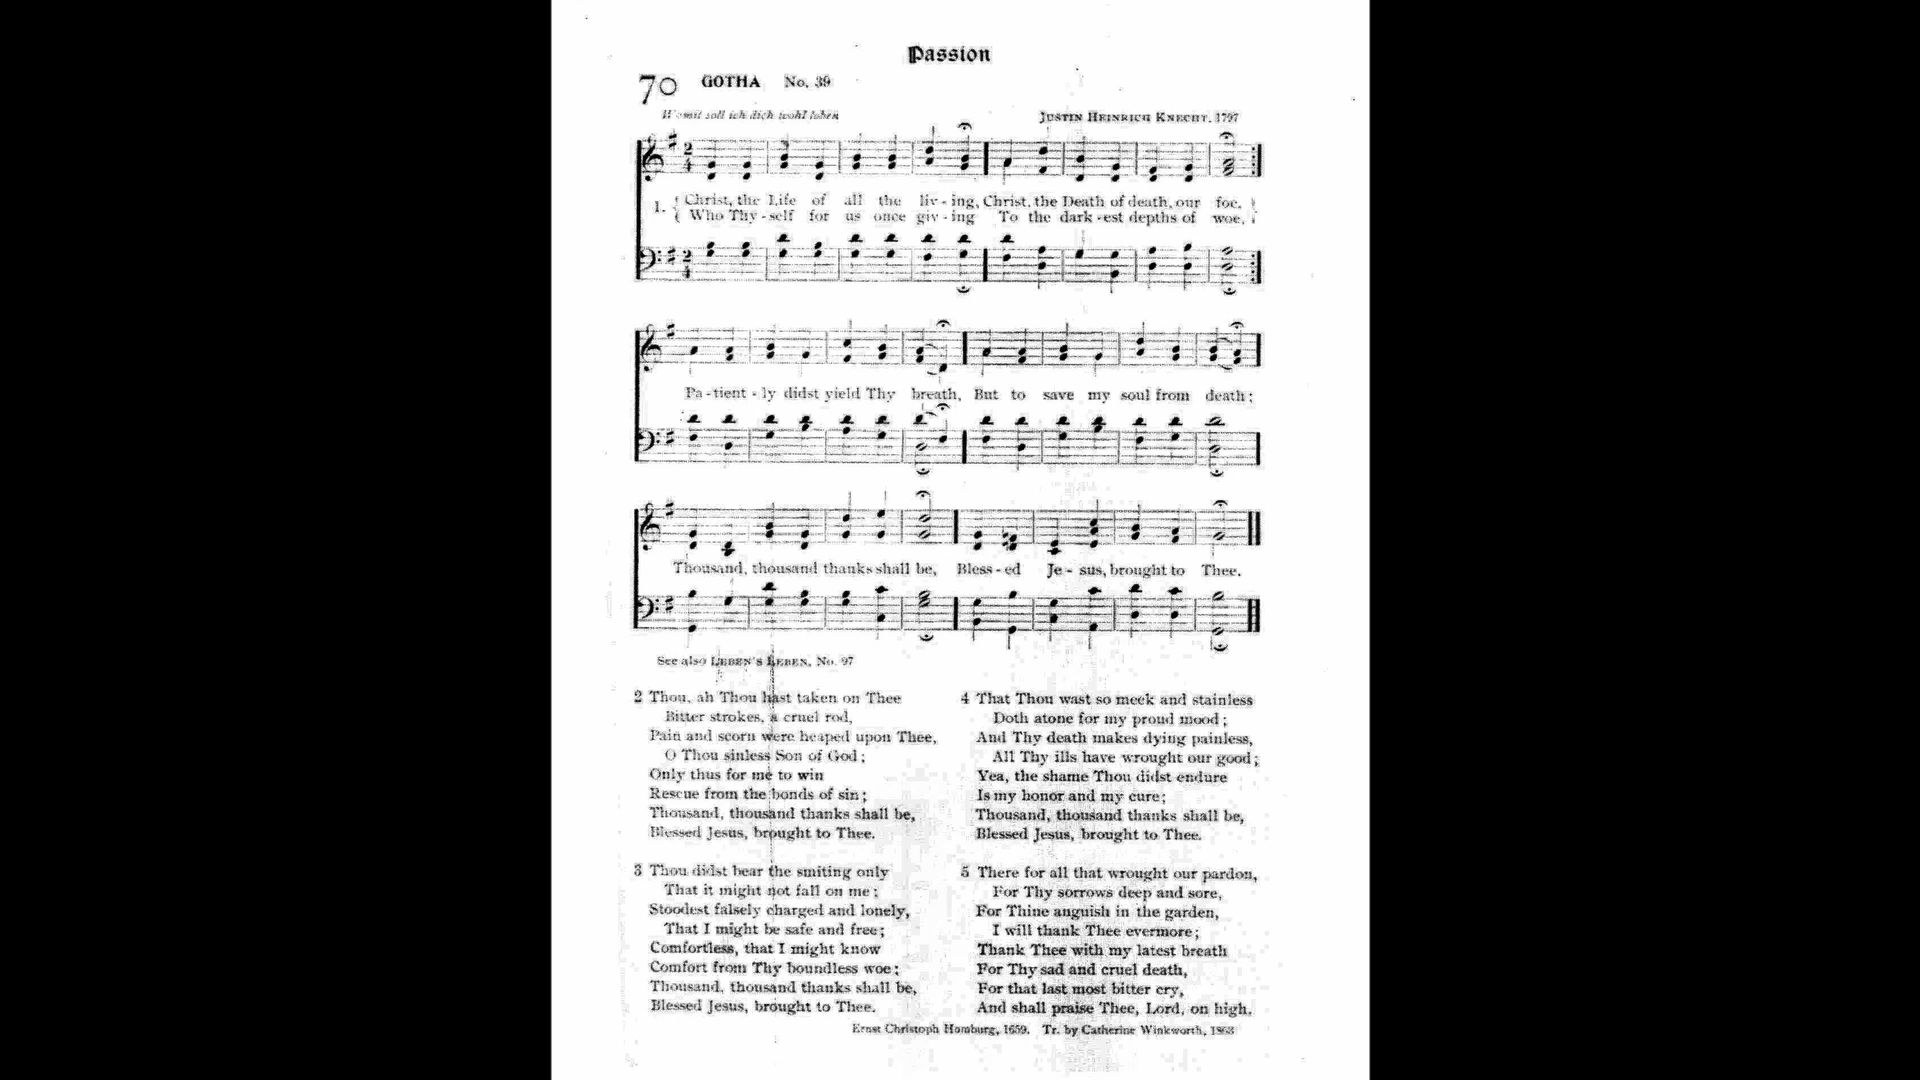 Passion
70 GOTHA No. 39
Womit soll ich dich wohl loben
JUSTIN HEINRICH KNECHT, 1797
1. { Christ, the Life of all the liv - ing, Christ, the Death of death, our foe, }
{ Who Thy - self for us once giv - ing To the dark - est depths of woe, }
Pa - tient - ly didst yield Thy breath, But to save my soul from death;
Thousand, thousand thanks shall be, Bless - ed Je - sus, brought to Thee.
See also LEBEN'S LEBEN, No. 97
2 Thou, ah Thou hast taken on Thee
Bitter strokes, a cruel rod,
Pain and scorn were heaped upon Thee,
O Thou sinless Son of God;
Only thus for me to win
Rescue from the bonds of sin;
Thousand, thousand thanks shall be,
Blessed Jesus, brought to Thee.
3 Thou didst bear the smiting only
That it might not fall on me;
Stoodest falsely charged and lonely,
That I might be safe and free;
Comfortless, that I might know
Comfort from Thy boundless woe;
Thousand, thousand thanks shall be,
Blessed Jesus, brought to Thee.
4 That Thou wast so meek and stainless
Doth atone for my proud mood;
And Thy death makes dying painless,
All Thy ills have wrought our good;
Yea, the shame Thou didst endure
Is my honor and my cure;
Thousand, thousand thanks shall be,
Blessed Jesus, brought to Thee.
5 There for all that wrought our pardon,
For Thy sorrows deep and sore,
For Thine anguish in the garden,
I will thank Thee evermore;
Thank Thee with my latest breath
For Thy sad and cruel death,
For that last most bitter cry,
And shall praise Thee, Lord, on high.
Ernst Christoph Homburg, 1659. Tr. by Catherine Winkworth, 1863